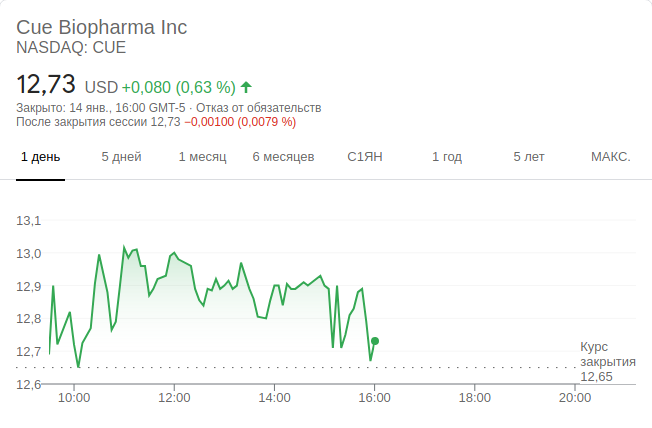 Cue Biopharma Inc
NASDAQ: CUE
12,73 USD +0,080 (0,63 %)
Закрыто: 14 янв., 16:00 GMT-5 · Отказ от обязательств
После закрытия сессии 12,73 −0,00100 (0,0079 %)
1 день 5 дней 1 месяц 6 месяцев С1ЯН 1 год 5 лет МАКС.
13,1
13,0
12,9
12,8
12,7
12,6
Курс
закрытия
12,65
10:00 12:00 14:00 16:00 18:00 20:00